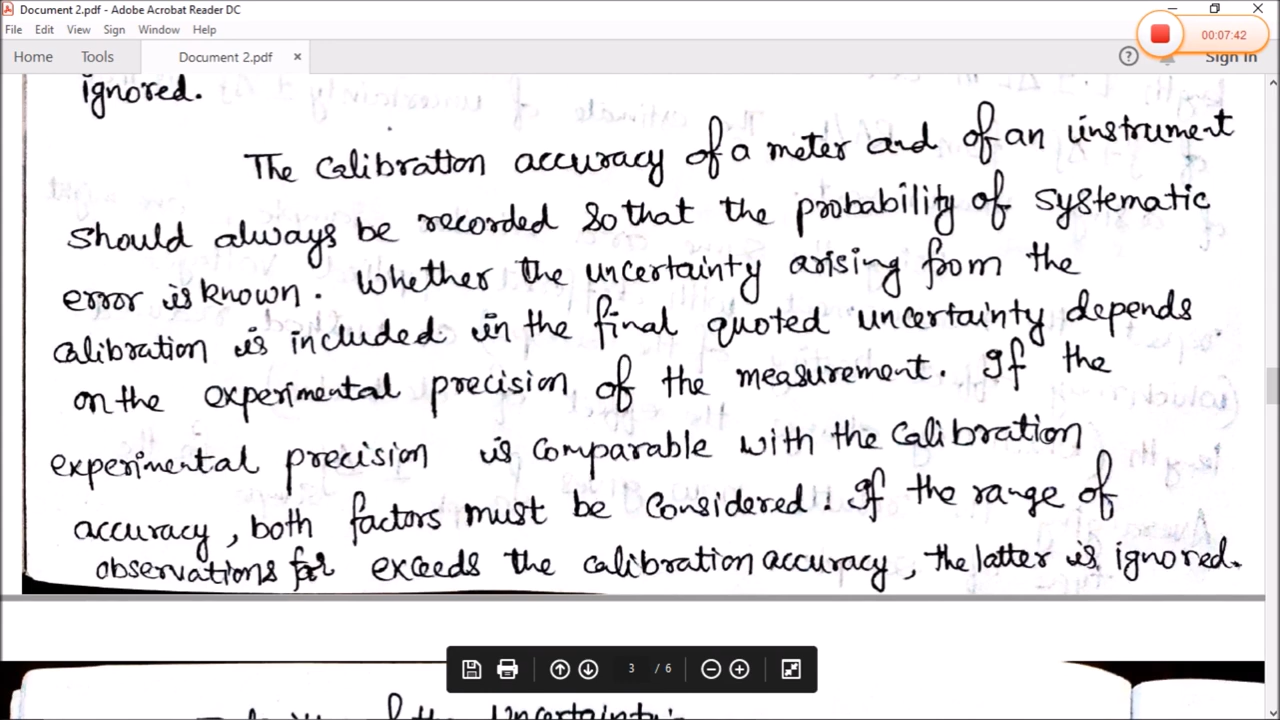 Document 2.pdf - Adobe Acrobat Reader DC
File Edit View Sign Window Help
00:07:42
Home Tools Document 2.pdf ×
? Sign In
ignored.
The calibration accuracy of a meter and of an instrument
should always be recorded so that the probability of systematic
error is known. Whether the uncertainty arising from the
calibration is included in the final quoted uncertainty depends
on the experimental precision of the measurement. If the
experimental precision is comparable with the calibration
accuracy, both factors must be considered. If the range of
observations far exceeds the calibration accuracy, the latter is ignored.
3 / 6
of the Uncertainty: